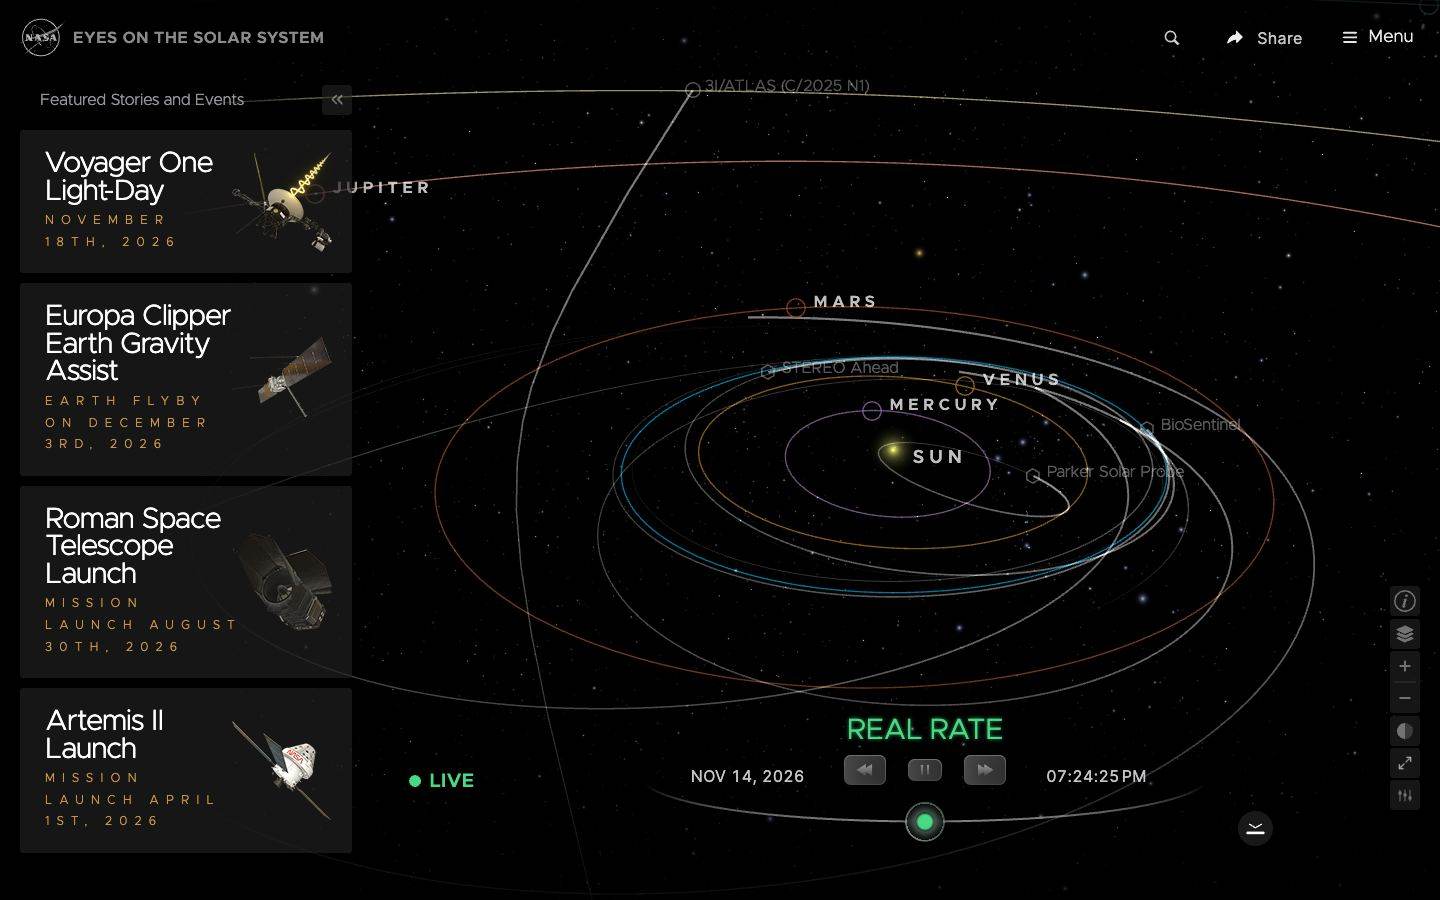 NASA
EYES ON THE SOLAR SYSTEM
Share
Menu
Featured Stories and Events
3I/ATLAS (C/2025 N1)
Voyager One
Light-Day
NOVEMBER
18TH, 2026
JUPITER
Europa Clipper
Earth Gravity
Assist
EARTH FLYBY
ON DECEMBER
3RD, 2026
MARS
STEREO Ahead
VENUS
MERCURY
BioSentinel
SUN
Parker Solar Probe
Roman Space
Telescope
Launch
MISSION
LAUNCH AUGUST
30TH, 2026
Artemis II
Launch
MISSION
LAUNCH APRIL
1ST, 2026
REAL RATE
LIVE
NOV 14, 2026
07:24:25 PM